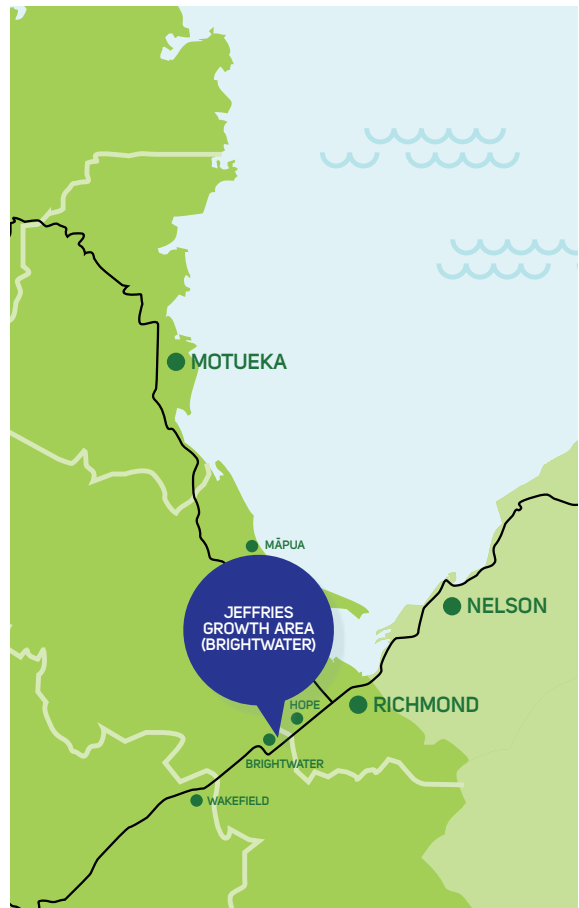 MOTUEKA
MĀPUA
JEFFRIES
GROWTH AREA
(BRIGHTWATER)
NELSON
RICHMOND
HOPE
BRIGHTWATER
WAKEFIELD